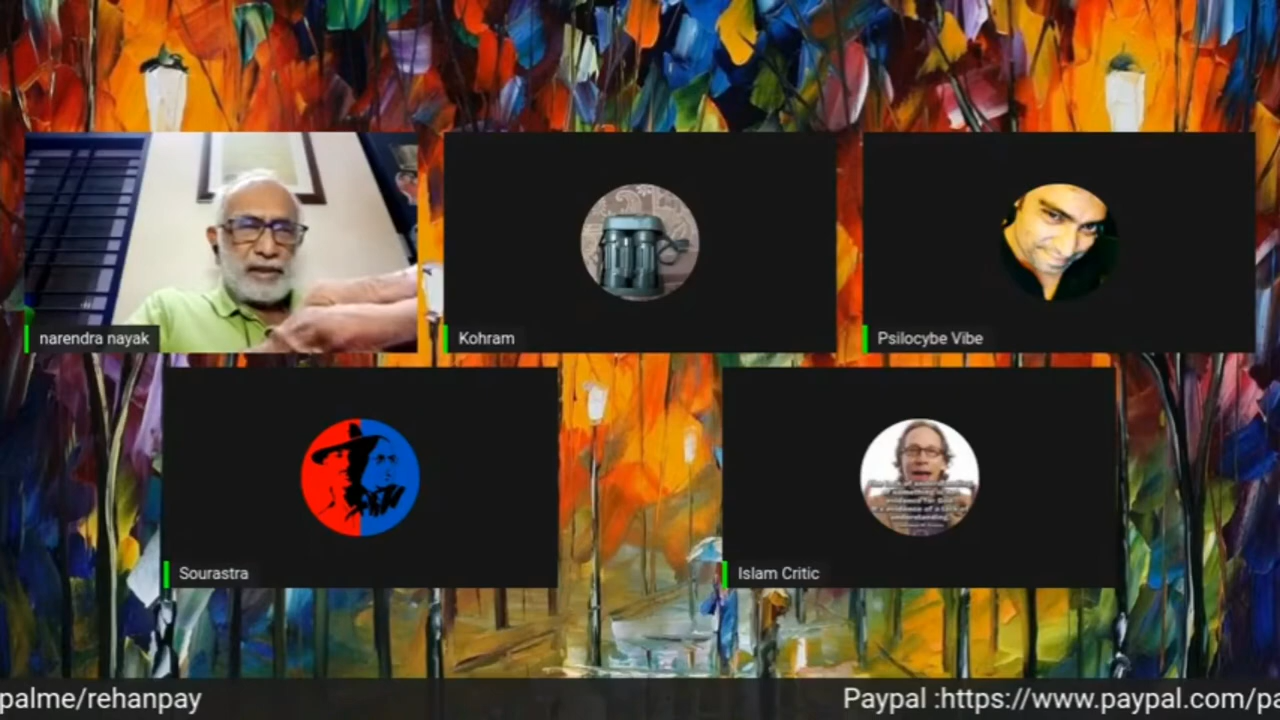 narendra nayak
Kohram
Psilocybe Vibe
Sourastra
Islam Critic
palme/rehanpay
Paypal :https://www.paypal.com/pa